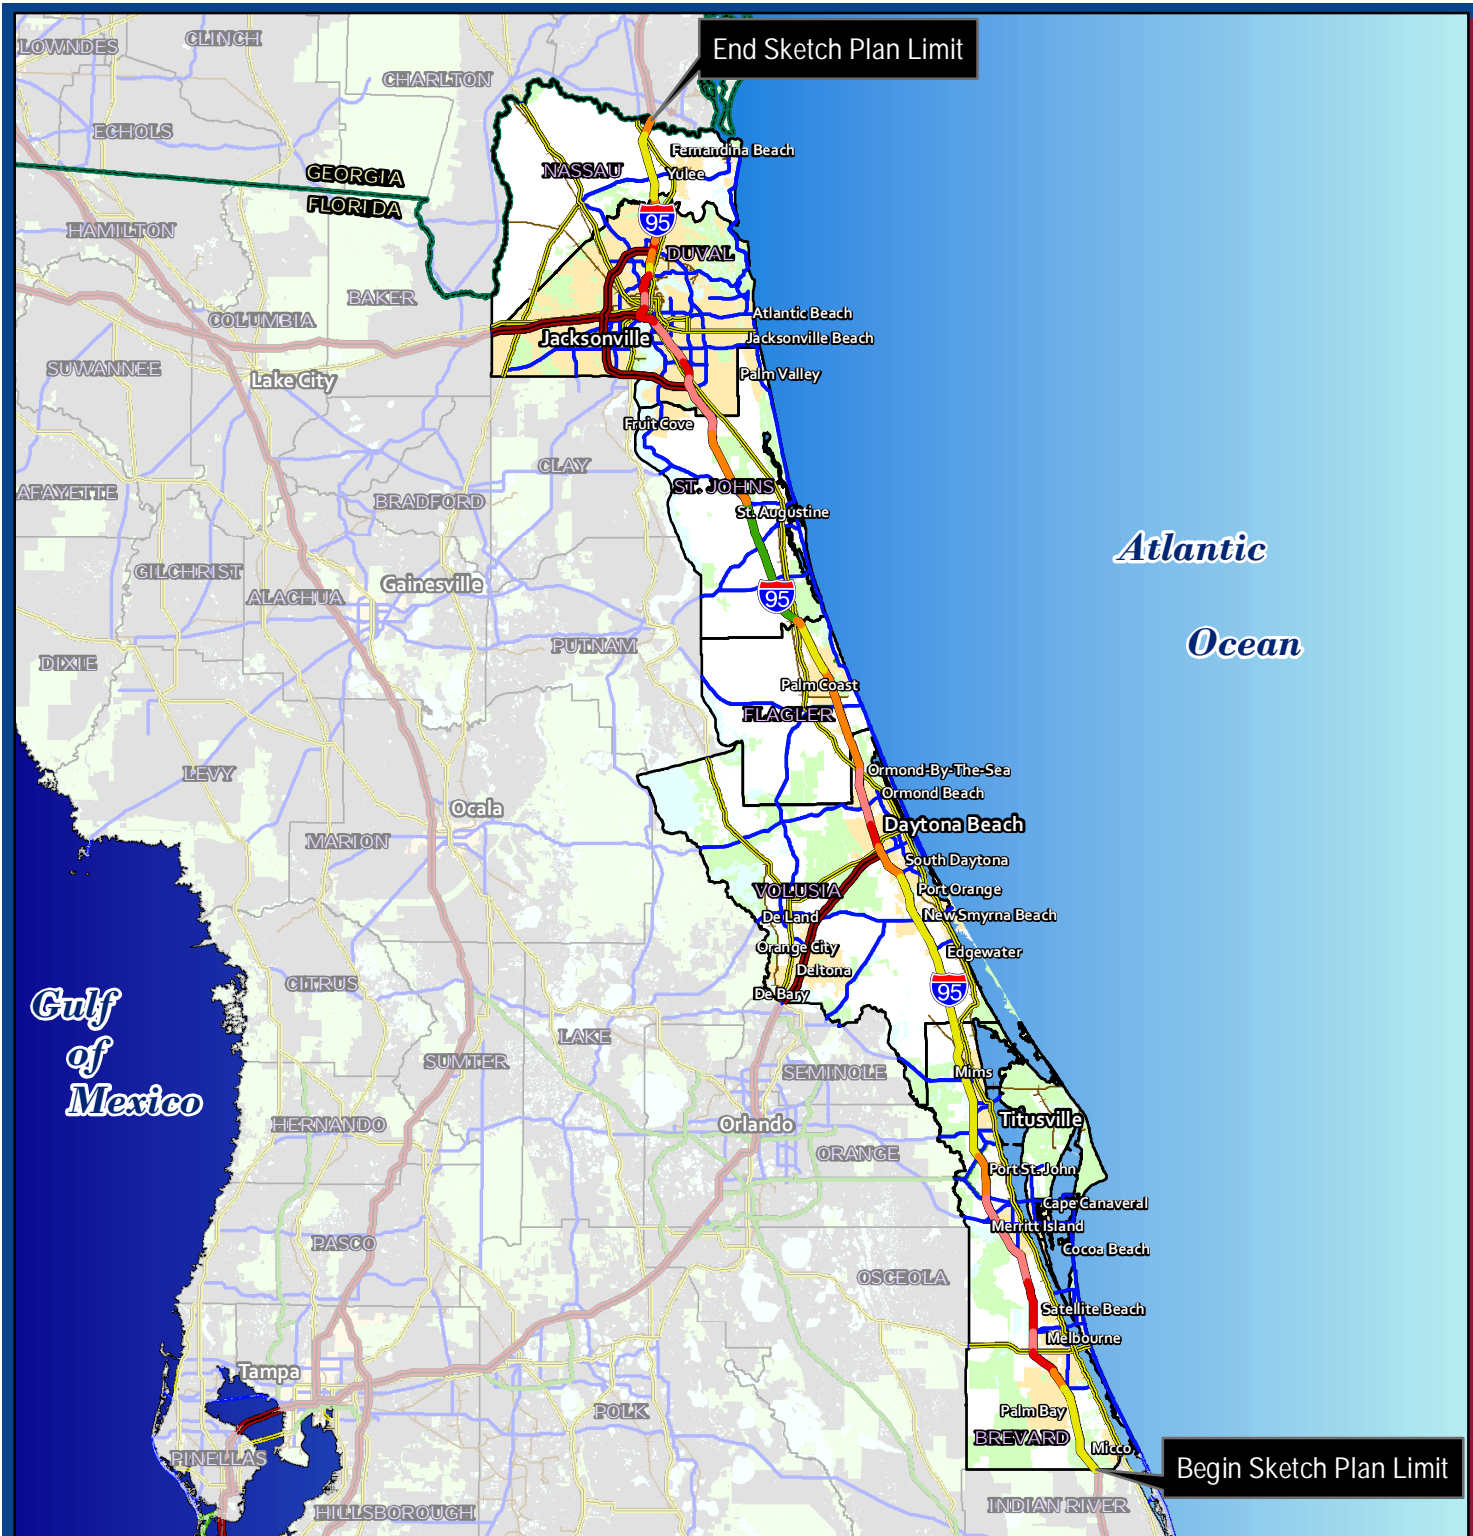 End Sketch Plan Limit
LOWNDES
CLINCH
CHARLTON
ECHOLS
GEORGIA
FLORIDA
HAMILTON
NASSAU
Fernandina Beach
Yulee
95
DUVAL
BAKER
COLUMBIA
Atlantic Beach
Jacksonville
Jacksonville Beach
SUWANNEE
Lake City
Palm Valley
Fruit Cove
CLAY
AFAYETTE
BRADFORD
ST. JOHNS
St. Augustine
Atlantic
Ocean
GILCHRIST
ALACHUA
Gainesville
95
PUTNAM
DIXIE
Palm Coast
FLAGLER
LEVY
Ocala
Ormond-By-The-Sea
Ormond Beach
MARION
Daytona Beach
South Daytona
VOLUSIA
Port Orange
De Land
New Smyrna Beach
Orange City
Edgewater
Deltona
De Bary
95
CITRUS
Gulf
of
Mexico
LAKE
SUMTER
SEMINOLE
Mims
HERNANDO
Orlando
Titusville
ORANGE
Port St. John
Cape Canaveral
Merritt Island
PASCO
Cocoa Beach
OSCEOLA
Satellite Beach
Melbourne
Tampa
POLK
Palm Bay
BREVARD
Micco
PINELLAS
Begin Sketch Plan Limit
HILLSBOROUGH
INDIAN RIVER